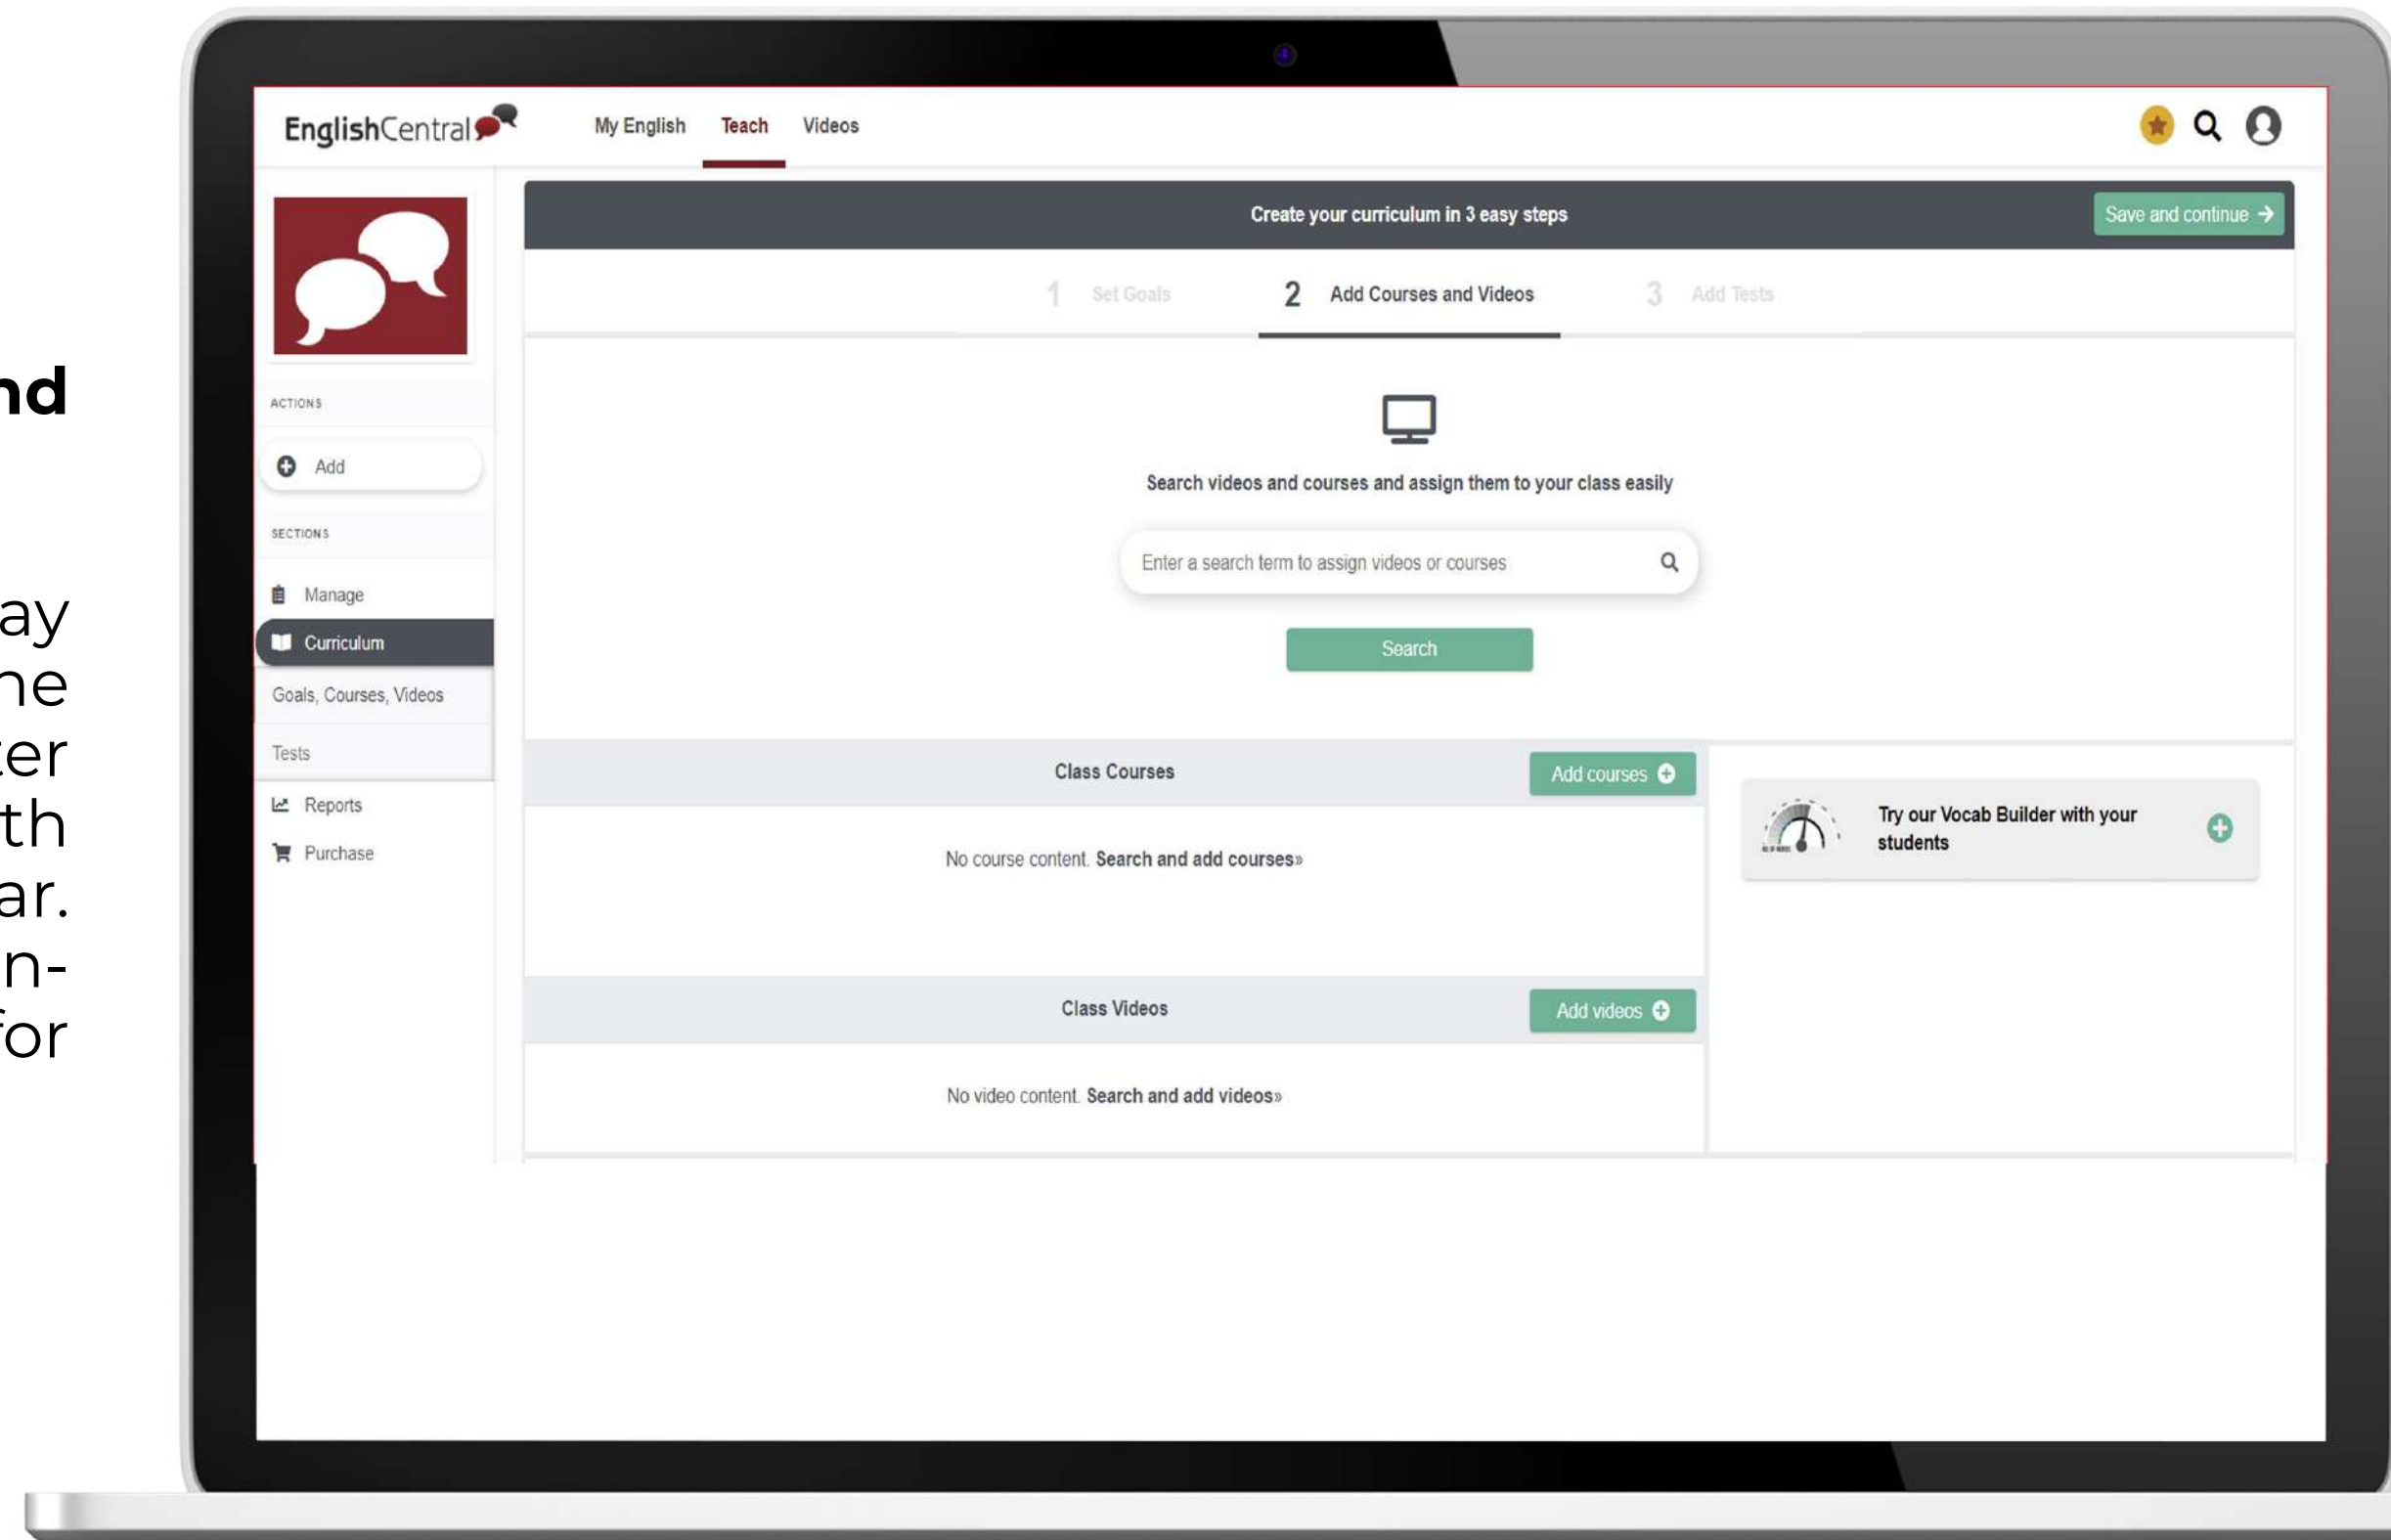 nd
ay
ne
ter
th
ar.
n-
for
EnglishCentral
My English Teach Videos
ACTIONS
Add
SECTIONS
Manage
Curriculum
Goals, Courses, Videos
Tests
Reports
Purchase
Create your curriculum in 3 easy steps
Save and continue →
1 Set Goals 2 Add Courses and Videos 3 Add Tests
Search videos and courses and assign them to your class easily
Enter a search term to assign videos or courses
Search
Class Courses
Add courses
No course content. Search and add courses»
Try our Vocab Builder with your
students
Class Videos
Add videos
No video content. Search and add videos»